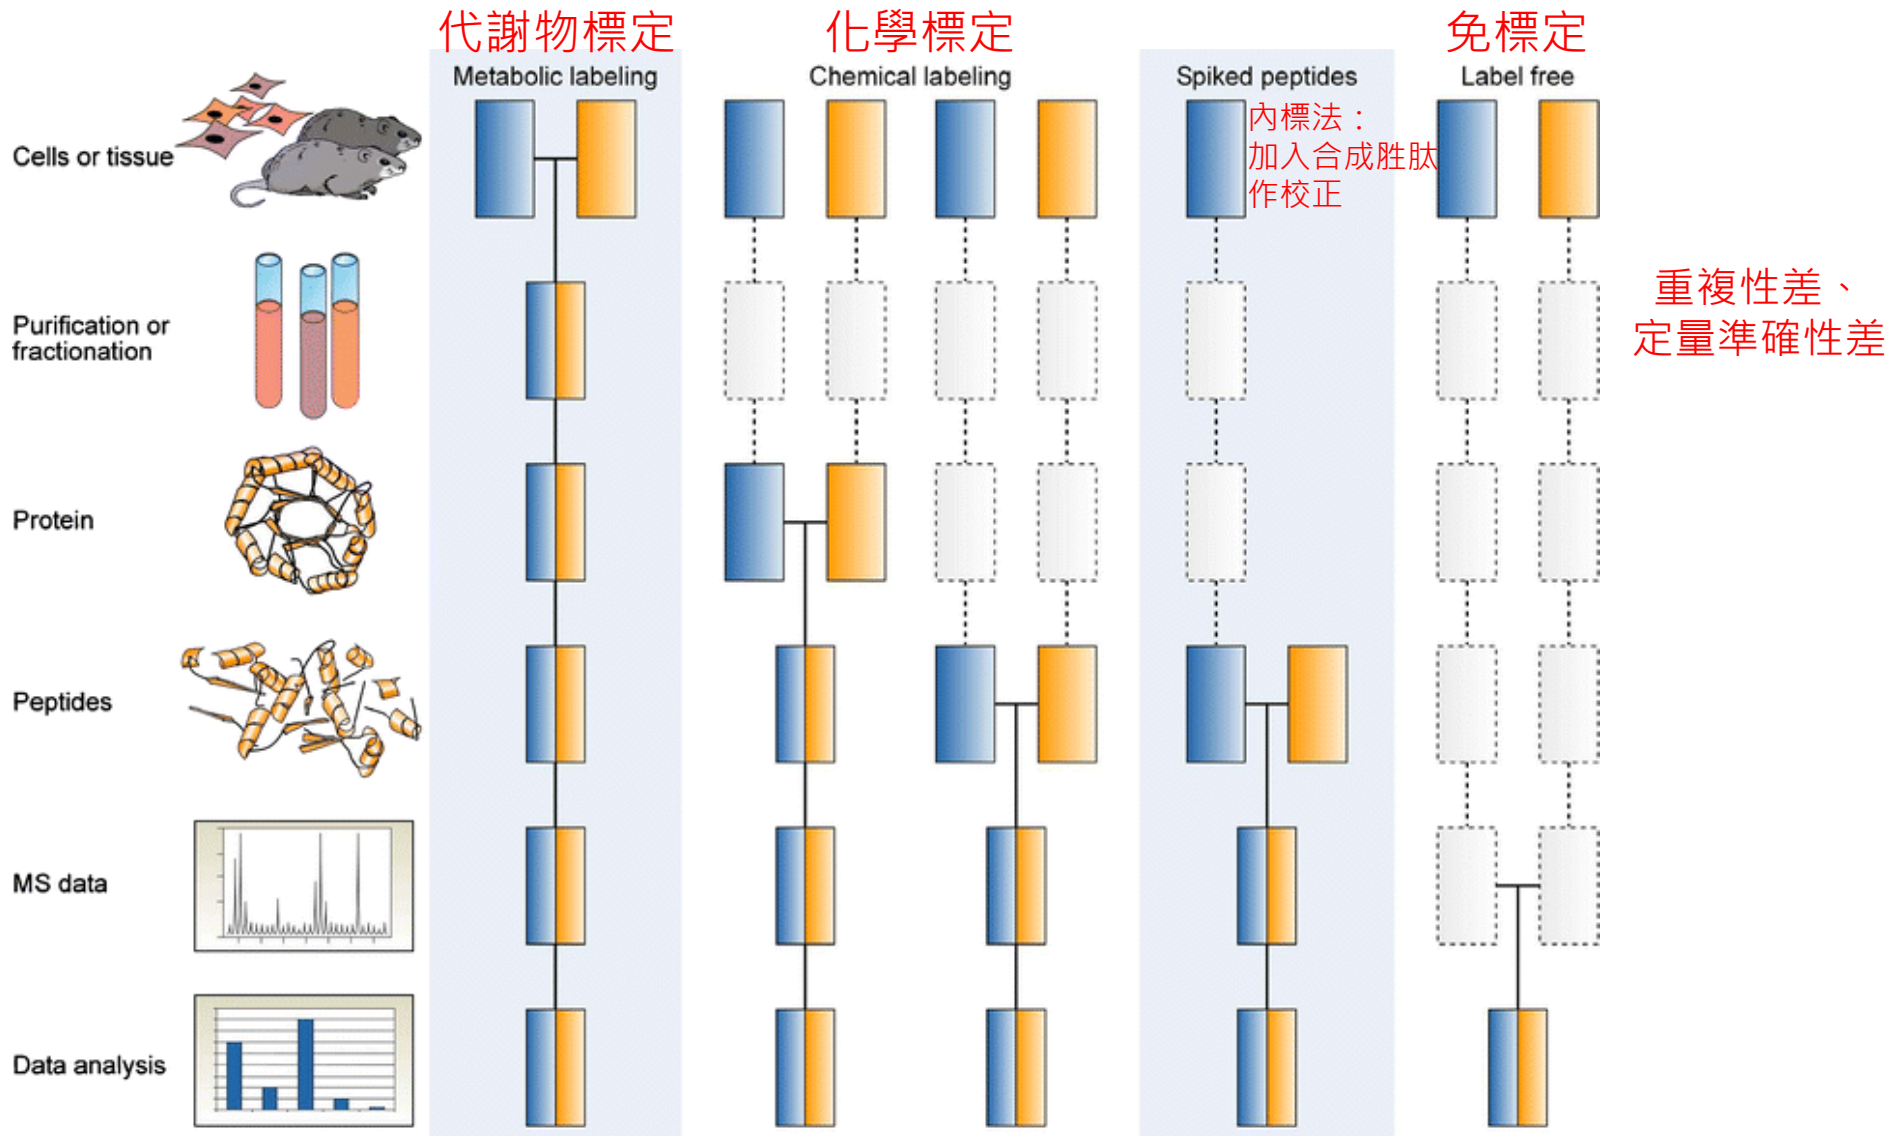 代謝物標定
化學標定
免標定
Metabolic labeling
Chemical labeling
Spiked peptides
Label free
內標法：
加入合成胜肽
作校正
Cells or tissue
重複性差、
定量準確性差
Purification or
fractionation
Protein
Peptides
MS data
Data analysis